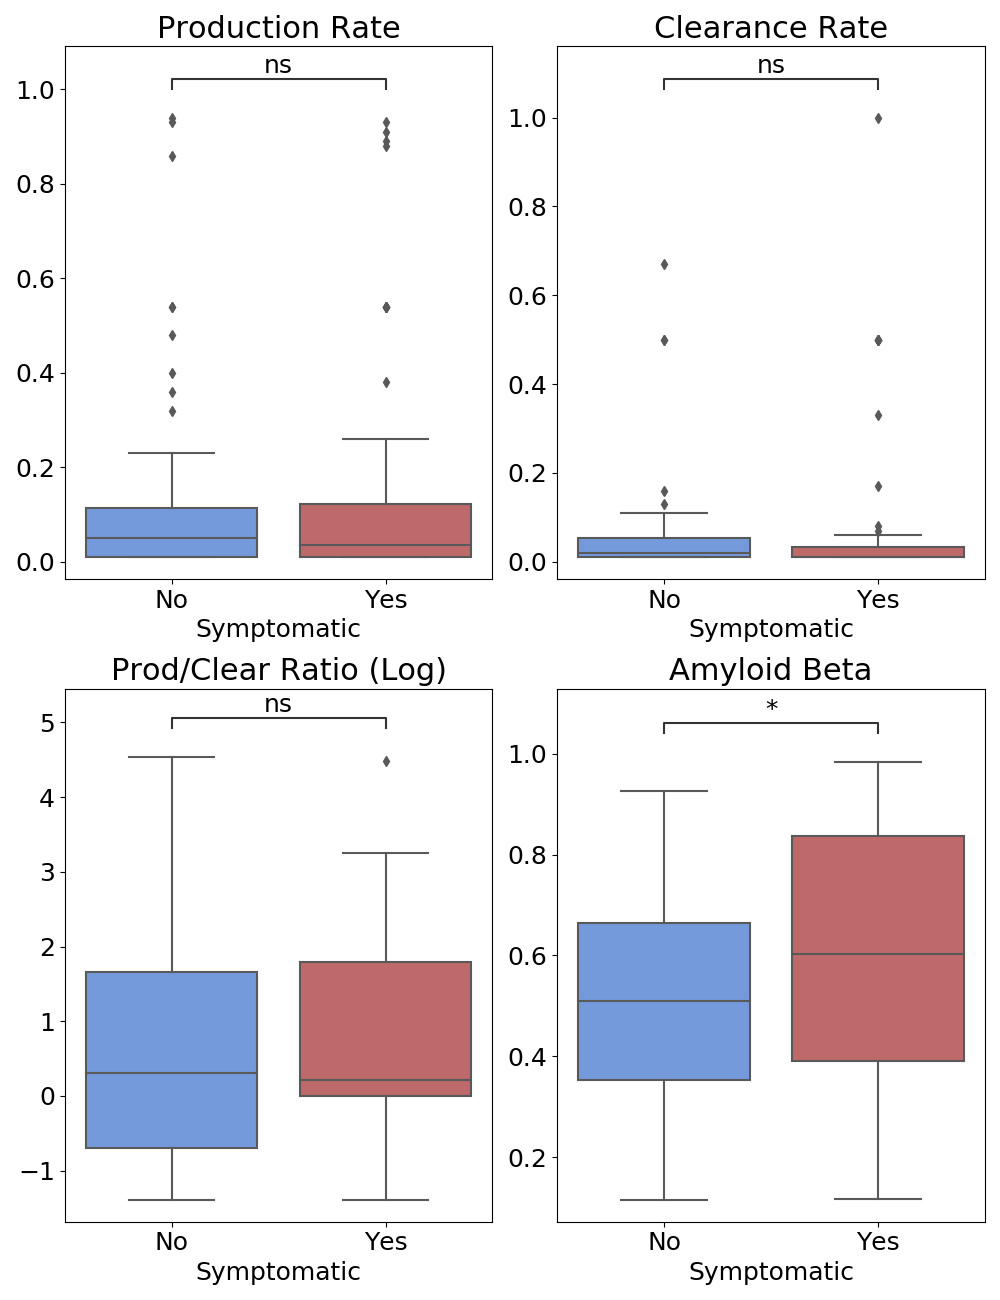 Production Rate
ns
1.0
0.8
0.6
0.4
0.2
0.0
No Yes
Symptomatic
Clearance Rate
ns
1.0
0.8
0.6
0.4
0.2
0.0
No Yes
Symptomatic
Prod/Clear Ratio (Log)
ns
5
4
3
2
1
0
−1
No Yes
Symptomatic
Amyloid Beta
*
1.0
0.8
0.6
0.4
0.2
No Yes
Symptomatic